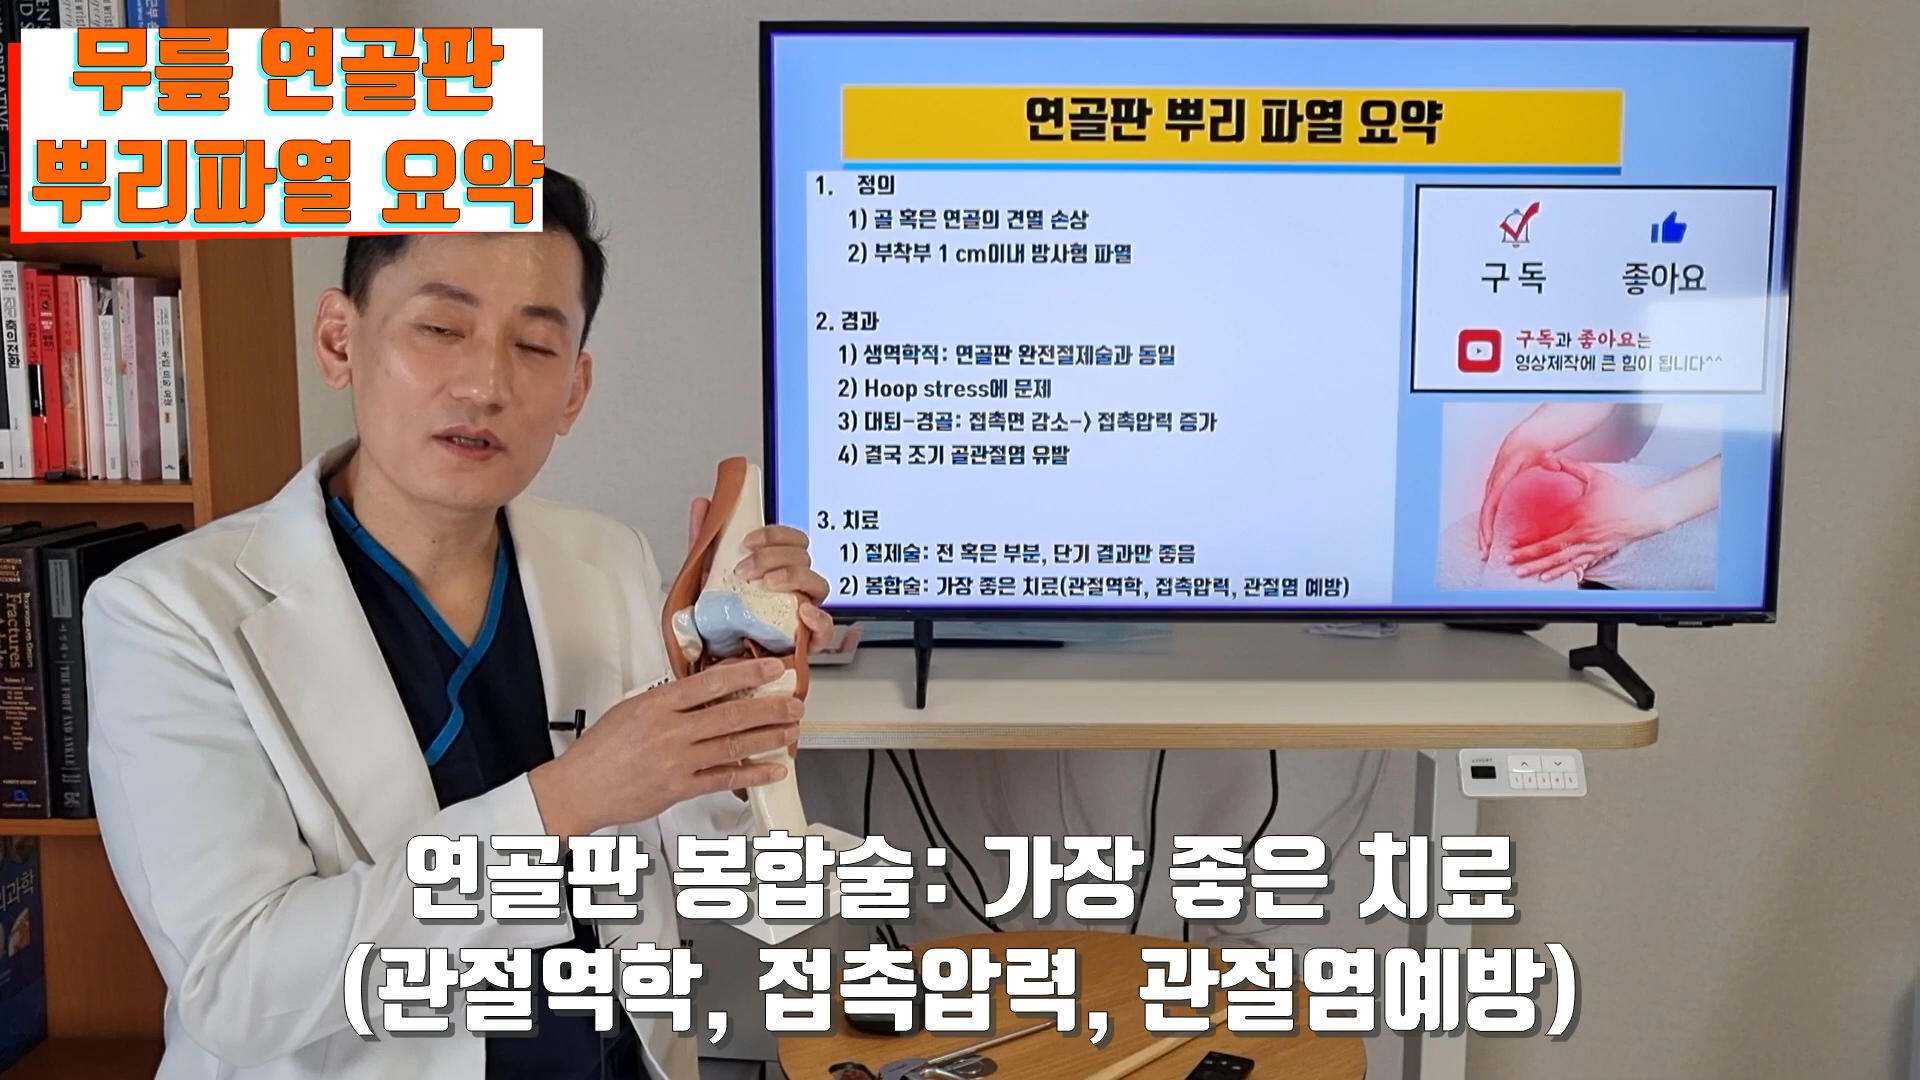 무릎 연골판
뿌리파열 요약
연골판 뿌리 파열 요약
1. 정의
1) 골 혹은 연골의 견열 손상
2) 부착부 1 cm이내 방사형 파열
2. 경과
1) 생역학적: 연골판 완전절제술과 동일
2) Hoop stress에 문제
3) 대퇴-경골: 접촉면 감소-> 접촉압력 증가
4) 결국 조기 골관절염 유발
3. 치료
1) 절제술: 전 혹은 부분, 단기 결과만 좋음
2) 봉합술: 가장 좋은 치료(관절역학, 접촉압력, 관절염 예방)
구독
좋아요
구독과 좋아요는
영상제작에 큰 힘이 됩니다^^
축의전환
Fractures
THE FOOT AND ANKLE
연골판 봉합술: 가장 좋은 치료
(관절역학, 접촉압력, 관절염예방)